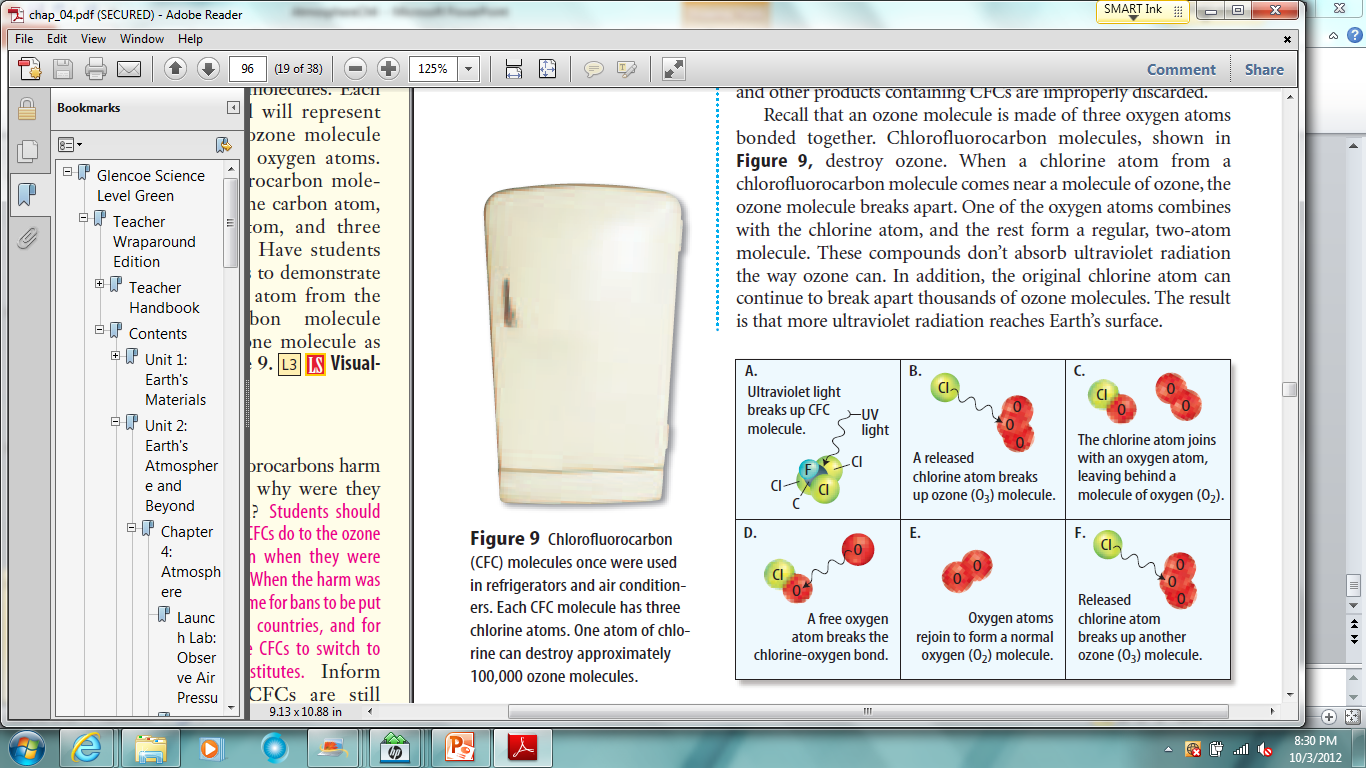 chap_04.pdf (SECURED) - Adobe Reader
SMART Ink
File Edit View Window Help
96 (19 of 38) 125% Comment Share
Bookmarks
Glencoe Science
Level Green
Teacher
Wraparound
Edition
Teacher
Handbook
Contents
Unit 1:
Earth's
Materials
Unit 2:
Earth's
Atmospher
e and
Beyond
Chapter
4:
Atmosph
ere
Launc
h Lab:
Obser
ve Air
Pressu
molecules. Each
l will represent
ozone molecule
oxygen atoms.
rocarbon mole-
ne carbon atom,
tom, and three
Have students
s to demonstrate
atom from the
bon molecule
one molecule as
e 9. L3 LS Visual-
orocarbons harm
why were they
? Students should
CFCs do to the ozone
n when they were
When the harm was
me for bans to be put
countries, and for
e CFCs to switch to
stitutes. Inform
CFCs are still
9.13 x 10.88 in
and other products containing CFCs are improperly discarded.
Recall that an ozone molecule is made of three oxygen atoms
bonded together. Chlorofluorocarbon molecules, shown in
Figure 9, destroy ozone. When a chlorine atom from a
chlorofluorocarbon molecule comes near a molecule of ozone, the
ozone molecule breaks apart. One of the oxygen atoms combines
with the chlorine atom, and the rest form a regular, two-atom
molecule. These compounds don't absorb ultraviolet radiation
the way ozone can. In addition, the original chlorine atom can
continue to break apart thousands of ozone molecules. The result
is that more ultraviolet radiation reaches Earth's surface.
Figure 9 Chlorofluorocarbon
(CFC) molecules once were used
in refrigerators and air condition-
ers. Each CFC molecule has three
chlorine atoms. One atom of chlo-
rine can destroy approximately
100,000 ozone molecules.
A.
Ultraviolet light
breaks up CFC
molecule.
UV
light
F
Cl
Cl
Cl
C
B.
Cl
O
O
O
A released
chlorine atom breaks
up ozone (O3) molecule.
C.
Cl
O
O
O
The chlorine atom joins
with an oxygen atom,
leaving behind a
molecule of oxygen (O2).
D.
Cl
O
O
A free oxygen
atom breaks the
chlorine-oxygen bond.
E.
O
O
Oxygen atoms
rejoin to form a normal
oxygen (O2) molecule.
F.
Cl
O
O
O
Released
chlorine atom
breaks up another
ozone (O3) molecule.
8:30 PM
10/3/2012